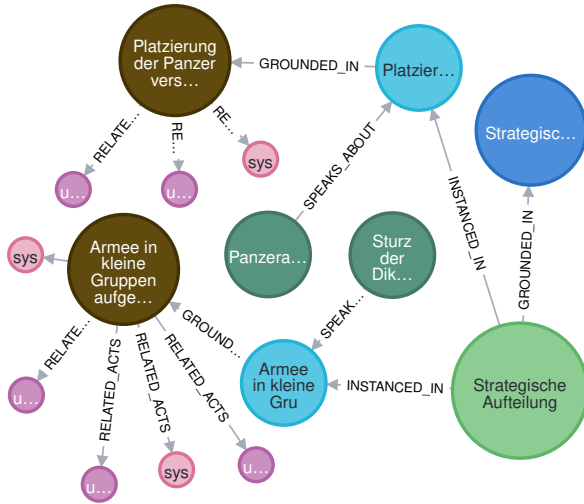 Platzierung
der Panzer
vers…
GROUNDED_IN
Platzier…
Strategisc…
RELATE…
RE…
RE…
sys
u…
u…
SPEAKS_ABOUT
INSTANCED_IN
GROUNDED_IN
Armee in
kleine
Gruppen
aufge…
sys
Panzera…
Sturz
der
Dik…
RELATE…
GROUND…
SPEAK…
u…
RELATED_ACTS
RELATED_ACTS
RELATED_ACTS
Armee
in kleine
Gru
INSTANCED_IN
Strategische
Aufteilung
u…
sys
u…